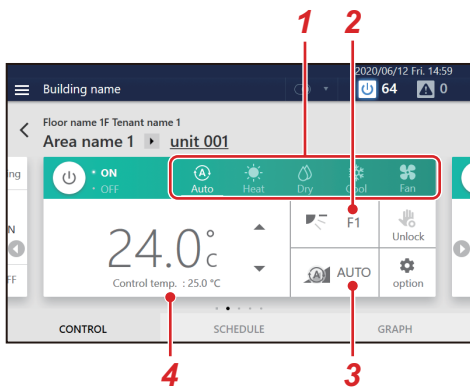 1 2
2020/06/12 Fri. 14:59
Building name 64 0
Floor name 1F Tenant name 1
Area name 1 unit 001
ng
ON
OFF
A
Auto Heat Dry Cool Fan
N
FF
24.0°c
Control temp. : 25.0 °C
F1
Unlock
A AUTO
option
CONTROL SCHEDULE GRAPH
4 3